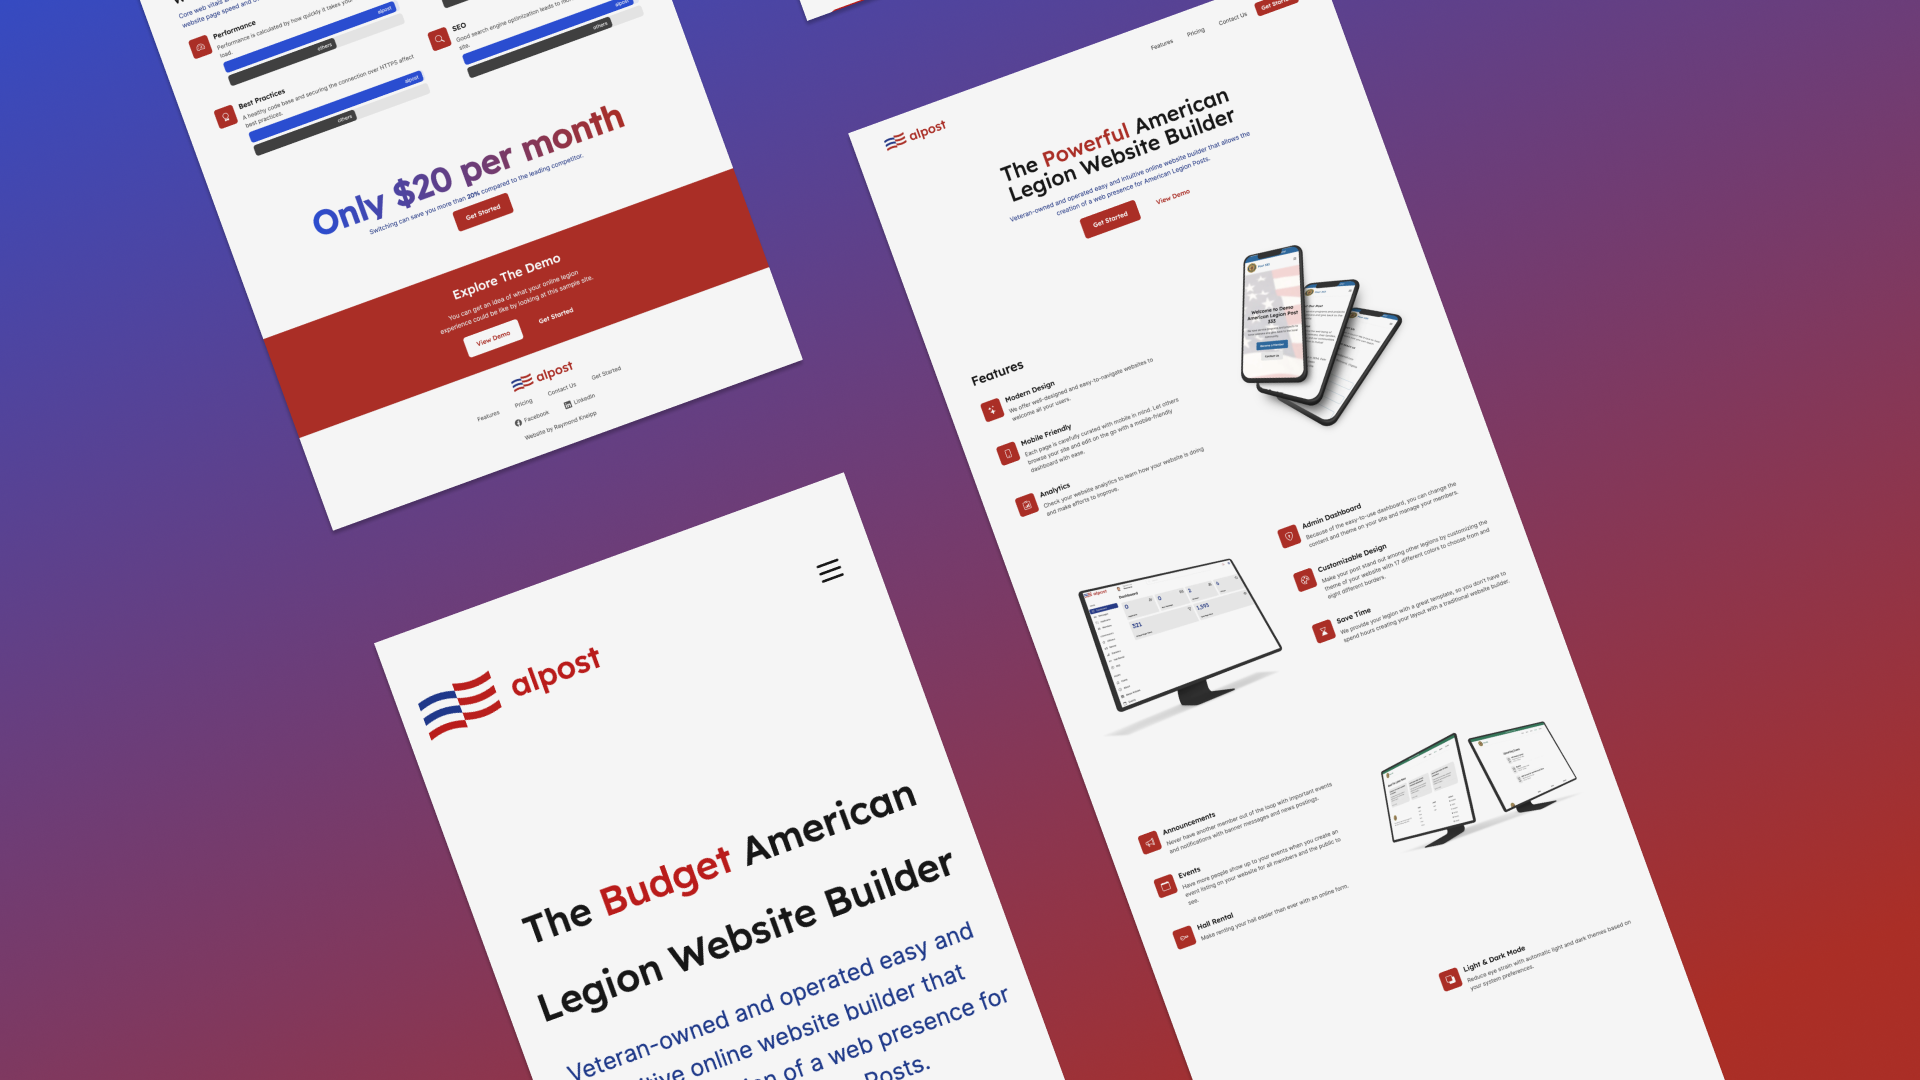 Core web vitals
website page speed and
Performance
Performance is calculated by how quickly it takes
load.
alpost
others
SEO
Good search engine optimization leads to
site.
alpost
others
Best Practices
A healthy code base and securing the connection over HTTPS affect
best practices.
alpost
others
Only $20 per month
Switching can save you more than 20% compared to the leading competitor.
Get Started
Explore The Demo
You can get an idea of what your online legion
experience could be like by looking at this sample site.
View Demo
Get Started
alpost
Features
Pricing
Contact Us
Get Started
Facebook
LinkedIn
Website by Raymond Kneipp
alpost
The Budget American
Legion Website Builder
Veteran-owned and operated easy and
online website builder that
of a web presence for
Posts.
Features
Pricing
Contact Us
Get
alpost
The Powerful American
Legion Website Builder
Veteran-owned and operated easy and intuitive online website builder that allows the
creation of a web presence for American Legion Posts.
Get Started
View Demo
Welcome to Demo
American Legion Post
Contact Us
Features
Modern Design
We offer well-designed and easy-to-navigate websites to
welcome all your users.
Mobile Friendly
Each page is carefully curated with mobile in mind. Let others
browse your site and edit on the go with a mobile-friendly
dashboard with ease.
Analytics
Check your website analytics to learn how your website is doing
and make efforts to improve.
alpost
Dashboard
0
0
321
1,593
Admin Dashboard
Because of the easy-to-use dashboard, you can change the
content and theme on your site and manage your members.
Customizable Design
Make your post stand out among other legions by customizing the
theme of your website with 17 different colors to choose from and
eight different borders.
Save Time
We provide your legion with a great template, so you don't have to
spend hours creating your layout with a traditional website builder.
Announcements
Never have another member out of the loop with important events
and notifications with banner messages and news postings.
Events
Have more people show up to your events when you create an
event listing on your website for all members and the public to
see.
Hall Rental
Make renting your hall easier than ever with an online form.
Light & Dark Mode
Reduce eye strain with automatic light and dark themes based on
your system preferences.